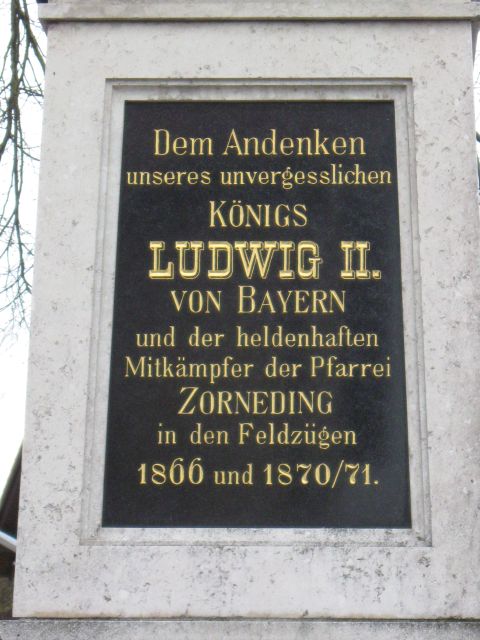 Dem Andenken
unseres unvergesslichen
KÖNIGS
LUDWIG II.
VON BAYERN
und der heldenhaften
Mitkämpfer der Pfarrei
ZORNEDING
in den Feldzügen
1866 und 1870/71.